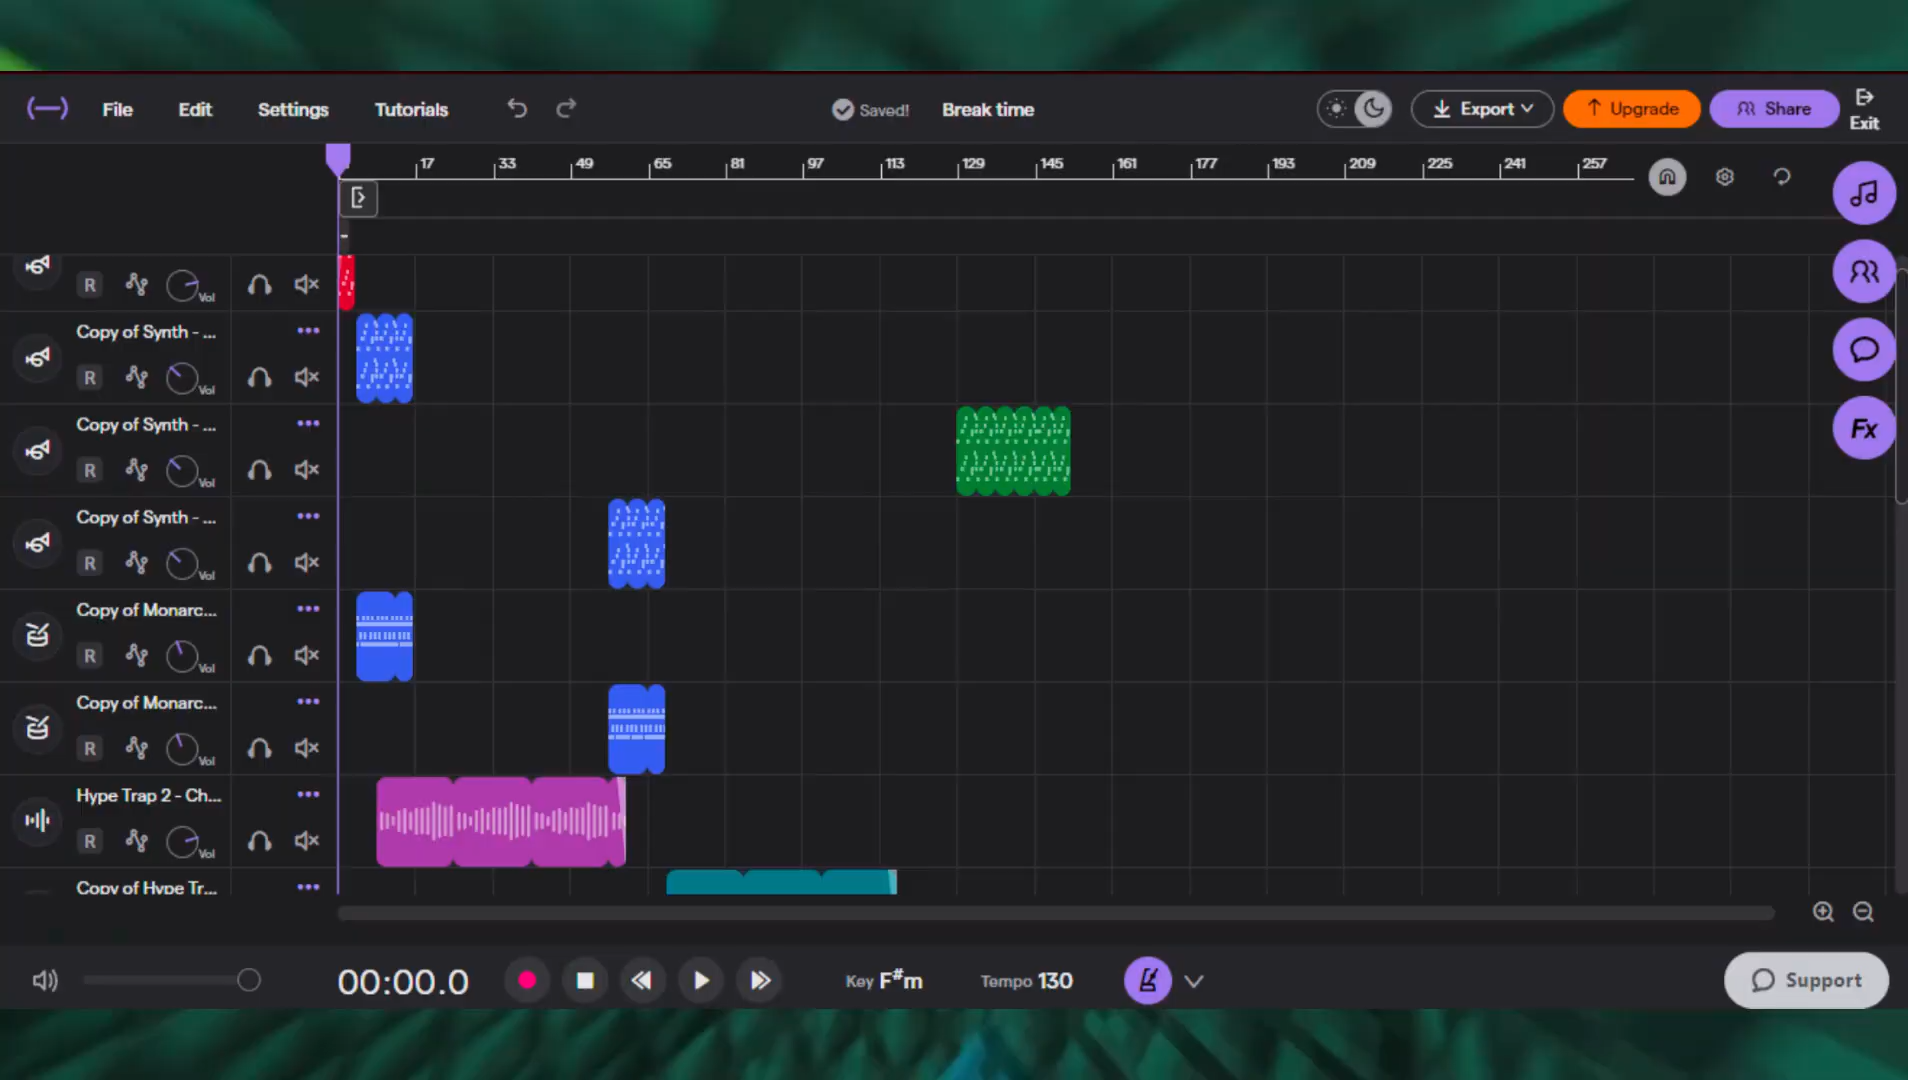 File Edit Settings Tutorials Saved! Break time Export Upgrade Share Exit
17 33 49 65 81 97 113 129 145 161 177 193 209 225 241 257
R Vol
Copy of Synth - ...
R Vol
Copy of Synth - ...
R Vol
Fx
Copy of Synth - ...
R Vol
Copy of Monarc...
R Vol
Copy of Monarc...
R Vol
Hype Trap 2 - Ch...
R Vol
Copy of Hype Tr...
00:00.0 Key F#m Tempo 130 Support